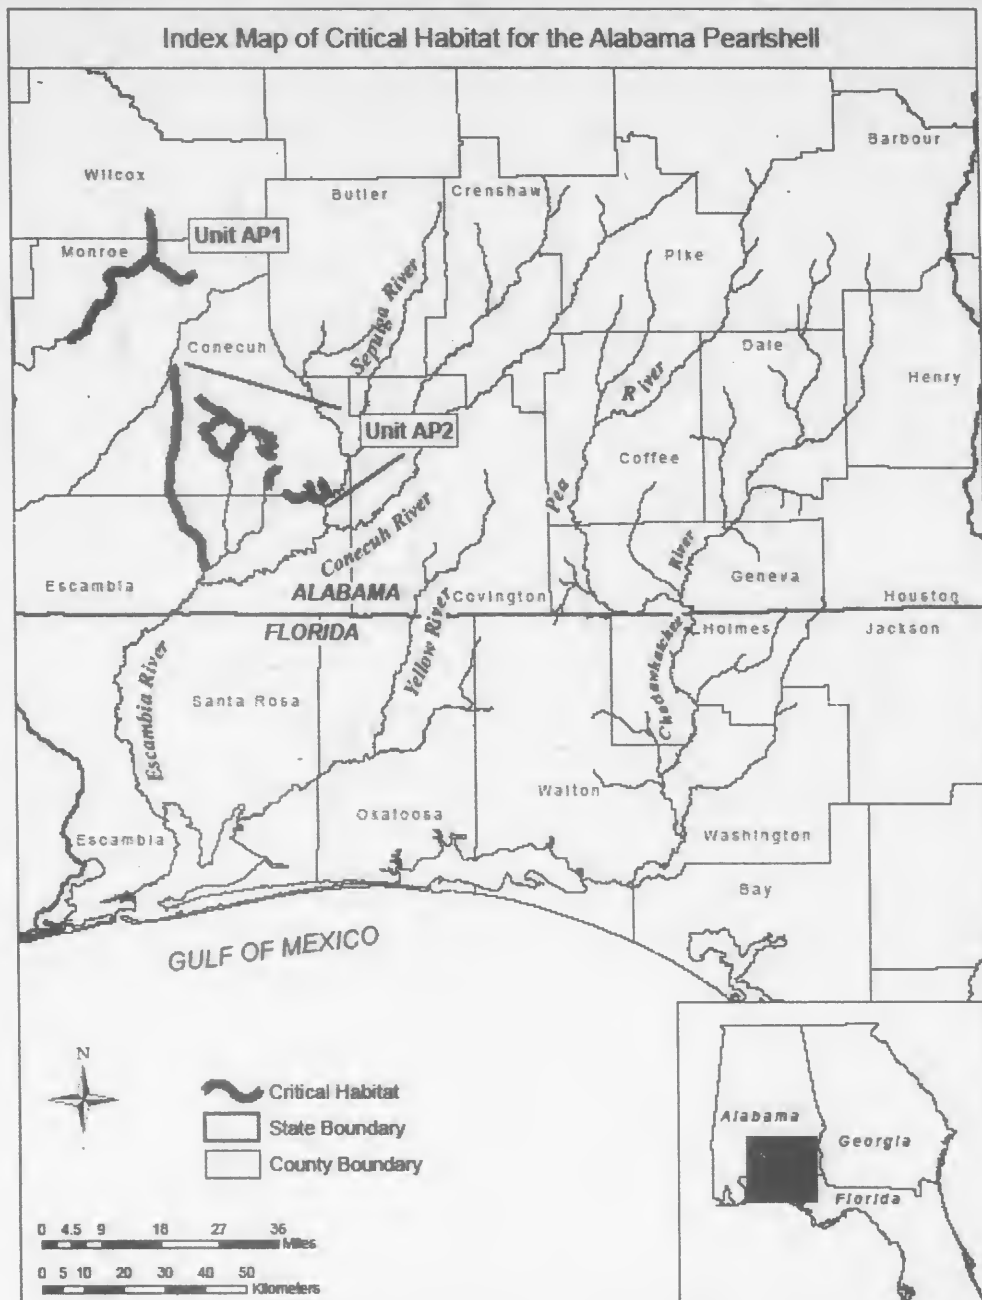 Index Map of Critical Habitat for the Alabama Pearlshell
Barbour
Wilcox
Butler
Crenshaw
Unit AP1
Monroe
Pike
Sepulga River
Conecuh
Dale
River
Henry
Unit AP2
Coffee
Pea
Conecuh River
River
Geneva
Escambia
ALABAMA
Covington
Houston
FLORIDA
Holmes
Jackson
Yellow River
Choctawhatchee
Escambia River
Santa Rosa
Walton
Okaloosa
Escambia
Washington
Bay
GULF OF MEXICO
N
Critical Habitat
State Boundary
County Boundary
Alabama
Georgia
Florida
0 4.5 9 18 27 36
Miles
0 5 10 20 30 40 50
Kilometers